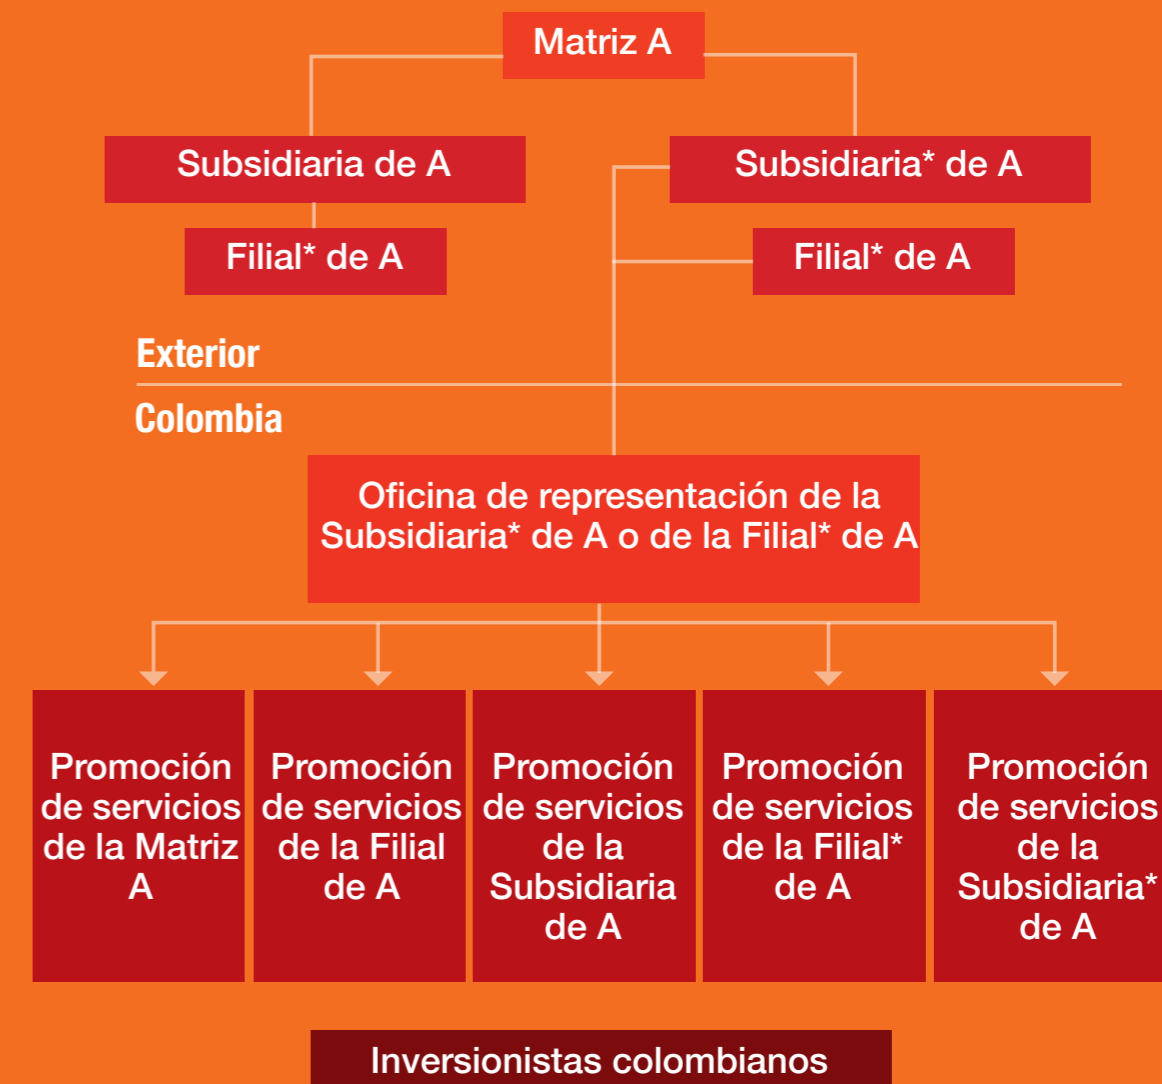 Matriz A
Subsidiaria de A
Subsidiaria* de A
Filial* de A
Filial* de A
Exterior
Colombia
Oficina de representación de la
Subsidiaria* de A o de la Filial* de A
Promoción
de servicios
de la Matriz
A
Promoción
de servicios
de la Filial
de A
Promoción
de servicios
de la
Subsidiaria
de A
Promoción
de servicios
de la Filial*
de A
Promoción
de servicios
de la
Subsidiaria*
de A
Inversionistas colombianos